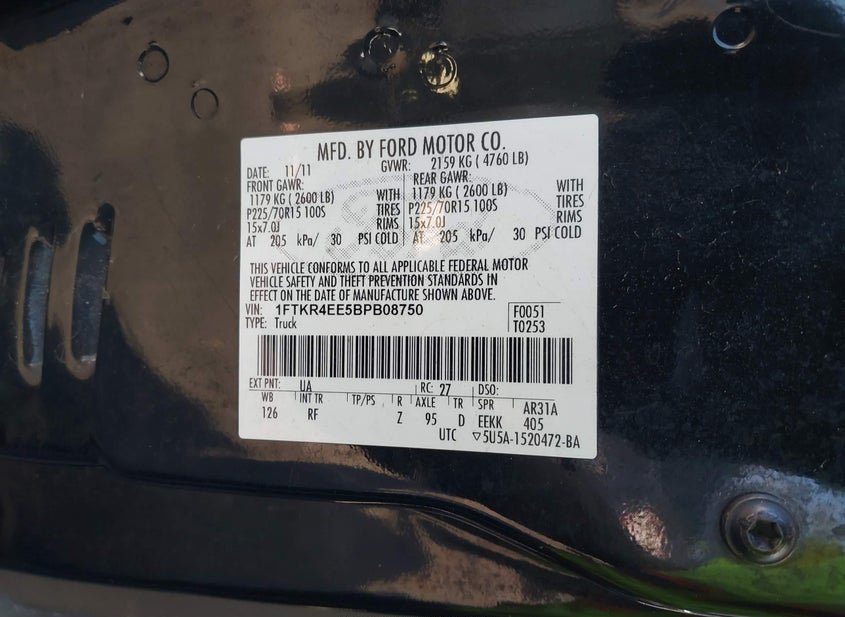 MFD. BY FORD MOTOR CO.
DATE: 11/11 GVWR: 2159 KG ( 4760 LB)
FRONT GAWR: REAR GAWR:
1179 KG ( 2600 LB) WITH 1179 KG ( 2600 LB) WITH
P225/70R15 100S TIRES P225/70R15 100S TIRES
15x7.0J RIMS 15x7.0J RIMS
AT 205 kPa/ 30 PSI COLD AT 205 kPa/ 30 PSI COLD
THIS VEHICLE CONFORMS TO ALL APPLICABLE FEDERAL MOTOR
VEHICLE SAFETY AND THEFT PREVENTION STANDARDS IN
EFFECT ON THE DATE OF MANUFACTURE SHOWN ABOVE.
VIN: 1FTKR4EE5BPB08750 F0051
TYPE: Truck T0253
EXT PNT: UA RC: 27 DSO:
WB INT TR TP/PS R AXLE TR SPR AR31A
126 RF Z 95 D EEKK 405
UTC ▽5U5A-1520472-BA